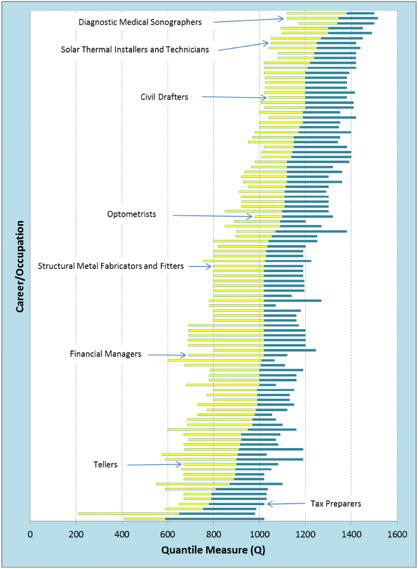 Diagnostic Medical Sonographers
Solar Thermal Installers and Technicians
Civil Drafters
Optometrists
Structural Metal Fabricators and Fitters
Financial Managers
Tellers
Tax Preparers
Career/Occupation
0 200 400 600 800 1000 1200 1400 1600
Quantile Measure (Q)